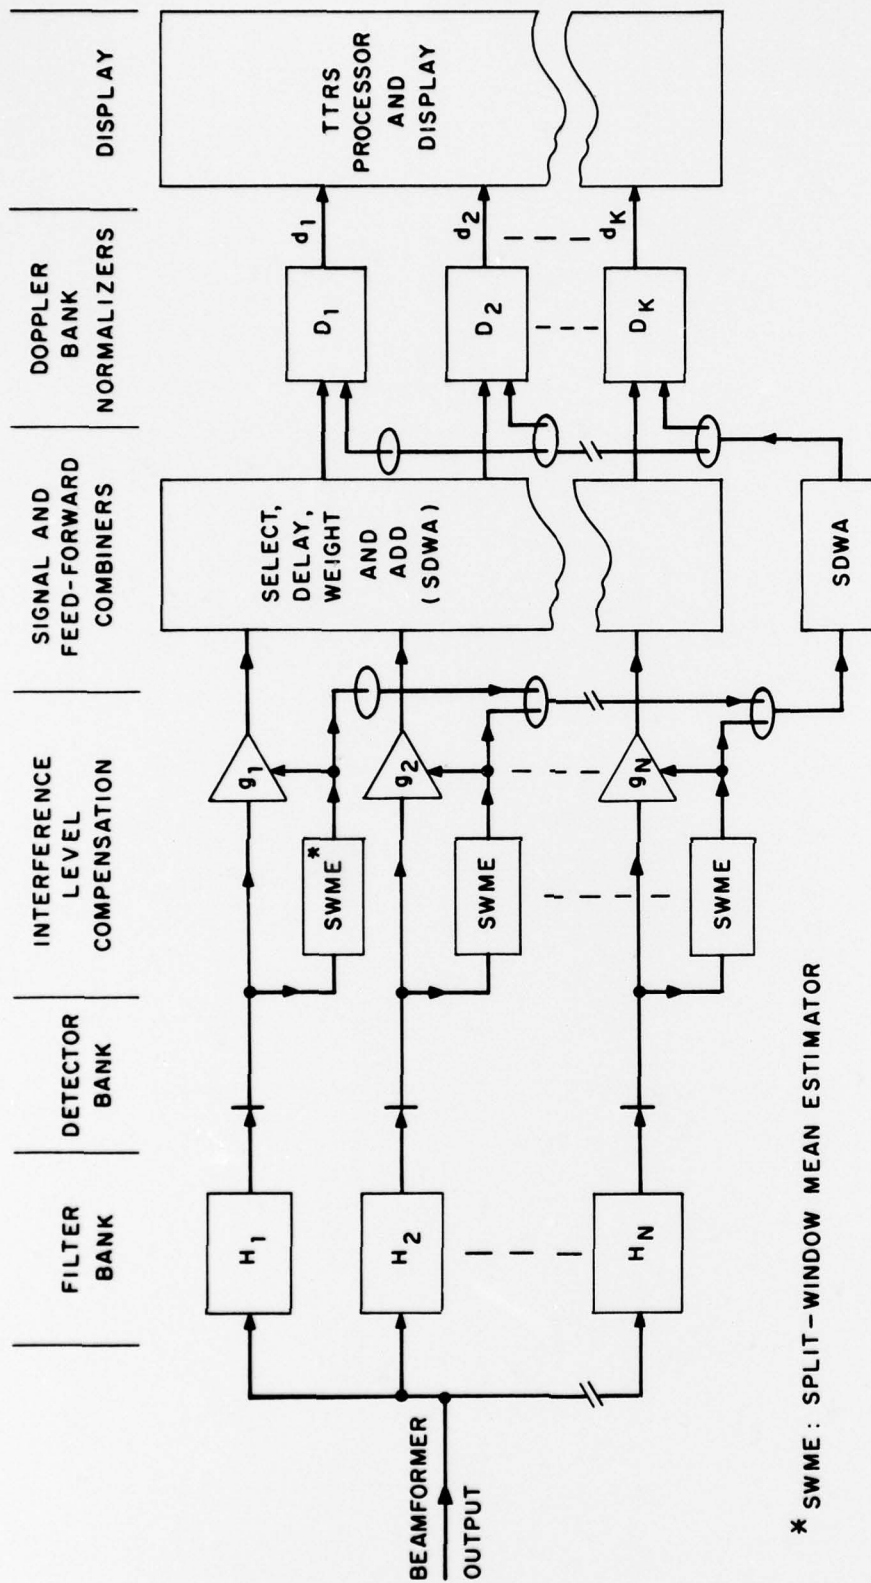 FILTER
BANK
DETECTOR
BANK
INTERFERENCE
LEVEL
COMPENSATION
SIGNAL AND
FEED-FORWARD
COMBINERS
DOPPLER
BANK
NORMALIZERS
DISPLAY
BEAMFORMER
OUTPUT
H1
H2
HN
g1
g2
gN
SWME*
SWME
SWME
SELECT,
DELAY,
WEIGHT
AND
ADD
(SDWA)
SDWA
D1
D2
DK
d1
d2
dK
TTRS
PROCESSOR
AND
DISPLAY
* SWME: SPLIT-WINDOW MEAN ESTIMATOR